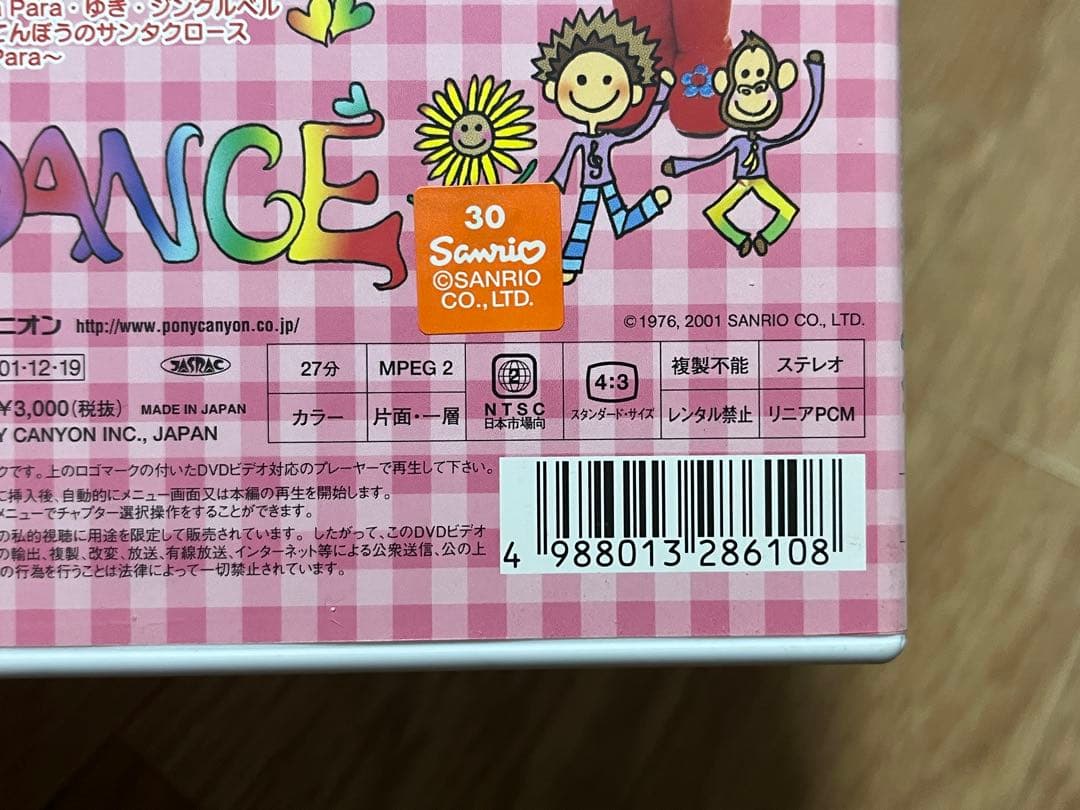 Para・ゆき・ジングルベル
てんぼうのサンタクロース
Para～
DANCE
30
Sanrio
©SANRIO
CO., LTD.
ニオン http://www.ponycanyon.co.jp/
©1976, 2001 SANRIO CO., LTD.
01・12・19
JASRAC
27分 MPEG 2 2 4:3 複製不能 ステレオ
¥3,000(税抜) MADE IN JAPAN
カラー 片面・一層 NTSC 日本市場向 スタンダード・サイズ レンタル禁止 リニアPCM
Y CANYON INC., JAPAN
クです。上のロゴマークの付いたDVDビデオ対応のプレーヤーで再生して下さい。
に挿入後、自動的にメニュー画面又は本編の再生を開始します。
メニューでチャプター選択操作をすることができます。
の私的視聴に用途を限定して販売されています。したがって、このDVDビデオ
の輸出、複製、改変、放送、有線放送、インターネット等による公衆送信、公の上
の行為を行うことは法律によって一切禁止されています。
4 988013 286108